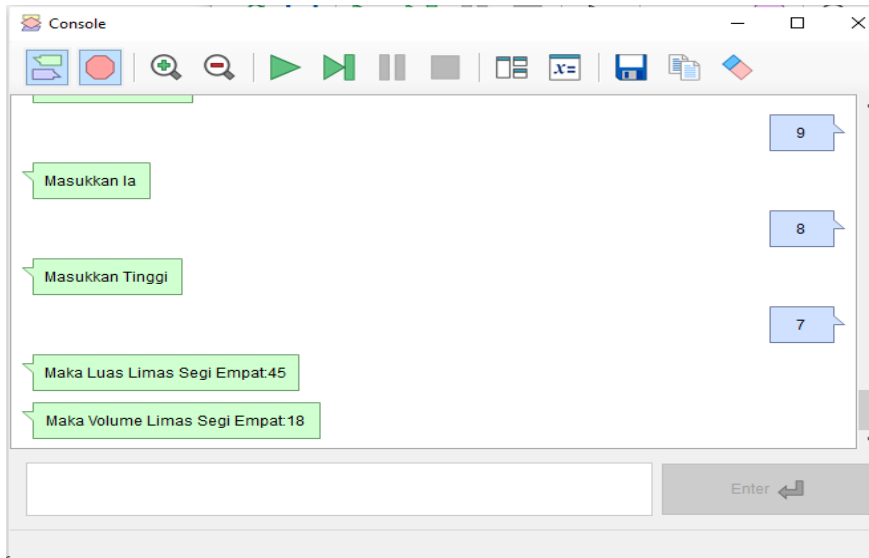 Console
x=
9
Masukkan la
8
Masukkan Tinggi
7
Maka Luas Limas Segi Empat:45
Maka Volume Limas Segi Empat:18
Enter